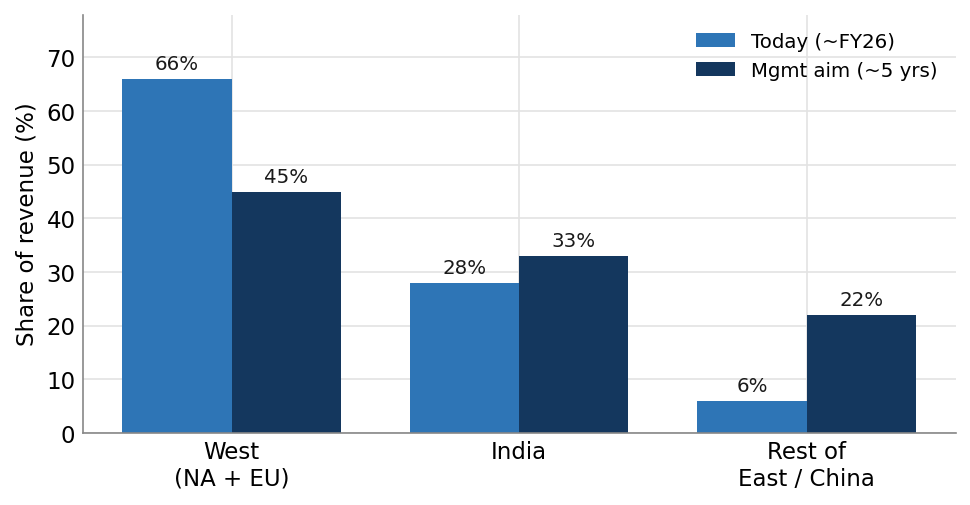 Share of revenue (%)
70
60
50
40
30
20
10
0
Today (~FY26)
Mgmt aim (~5 yrs)
66%
45%
28%
33%
6%
22%
West
(NA + EU)
India
Rest of
East / China